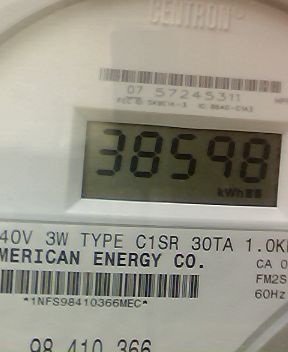 CENTRON®
07 57245311
38598
kWh
40V 3W TYPE C1SR 30TA 1.0K
MERICAN ENERGY CO.
CA 0
FM2S
60Hz
*1NFS98410366MEC*
98 410 366